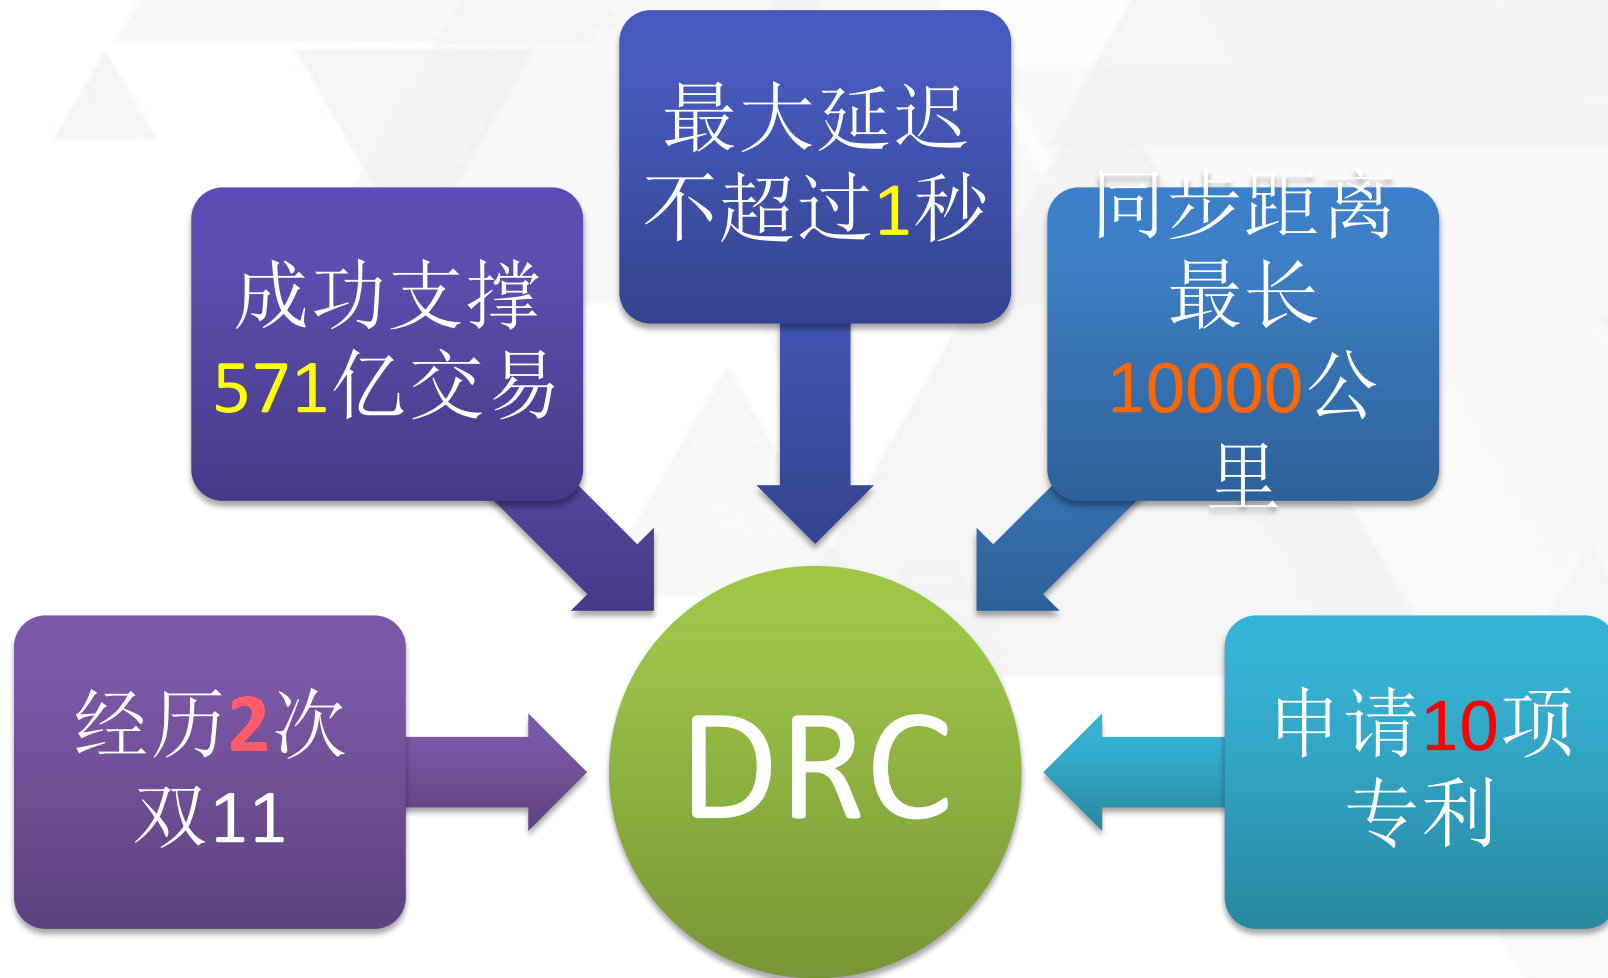 最大延迟
不超过1秒
成功支撑
571亿交易
同步距离
最长
10000公
里
经历2次
双11
DRC
申请10项
专利